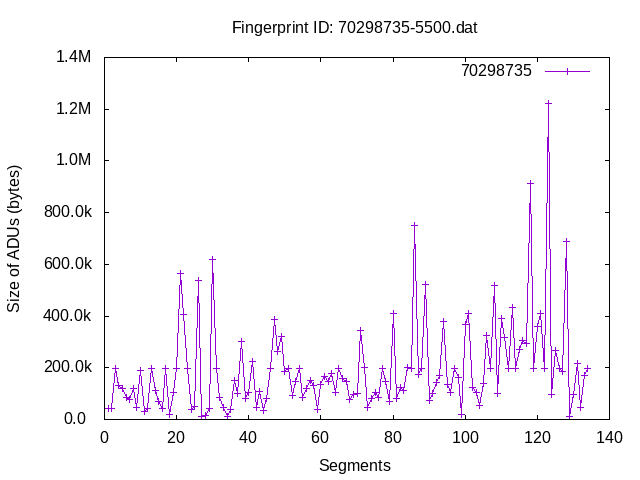 Fingerprint ID: 70298735-5500.dat
1.4M
70298735
1.2M
1.0M
800.0k
600.0k
400.0k
200.0k
0.0
Size of ADUs (bytes)
0 20 40 60 80 100 120 140
Segments